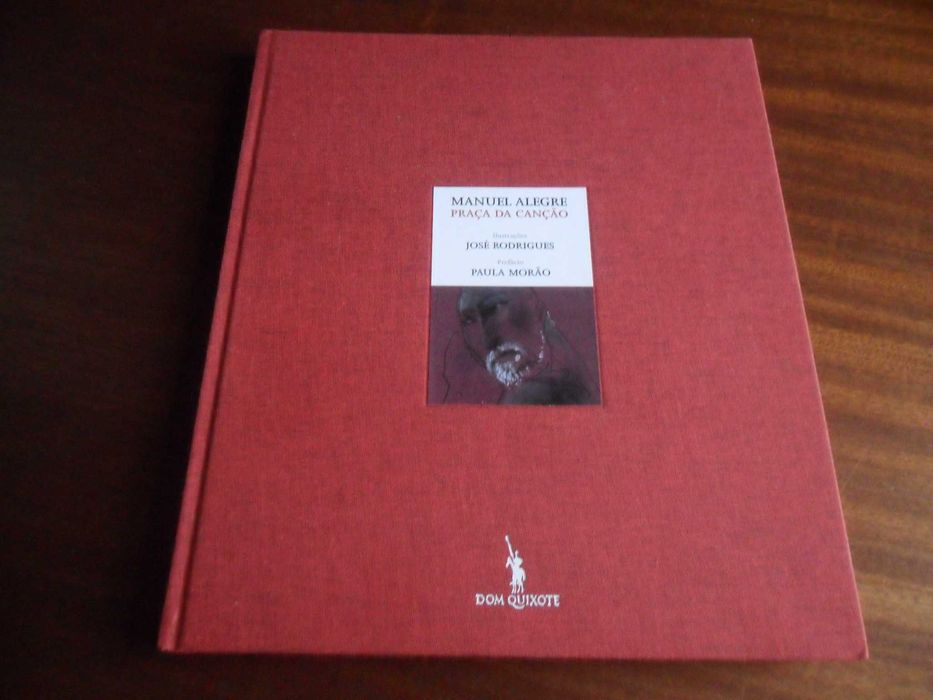 MANUEL ALEGRE
PRAÇA DA CANÇÃO
Ilustrações
JOSÉ RODRIGUES
Prefácio
PAULA MORÃO
DOM QUIXOTE